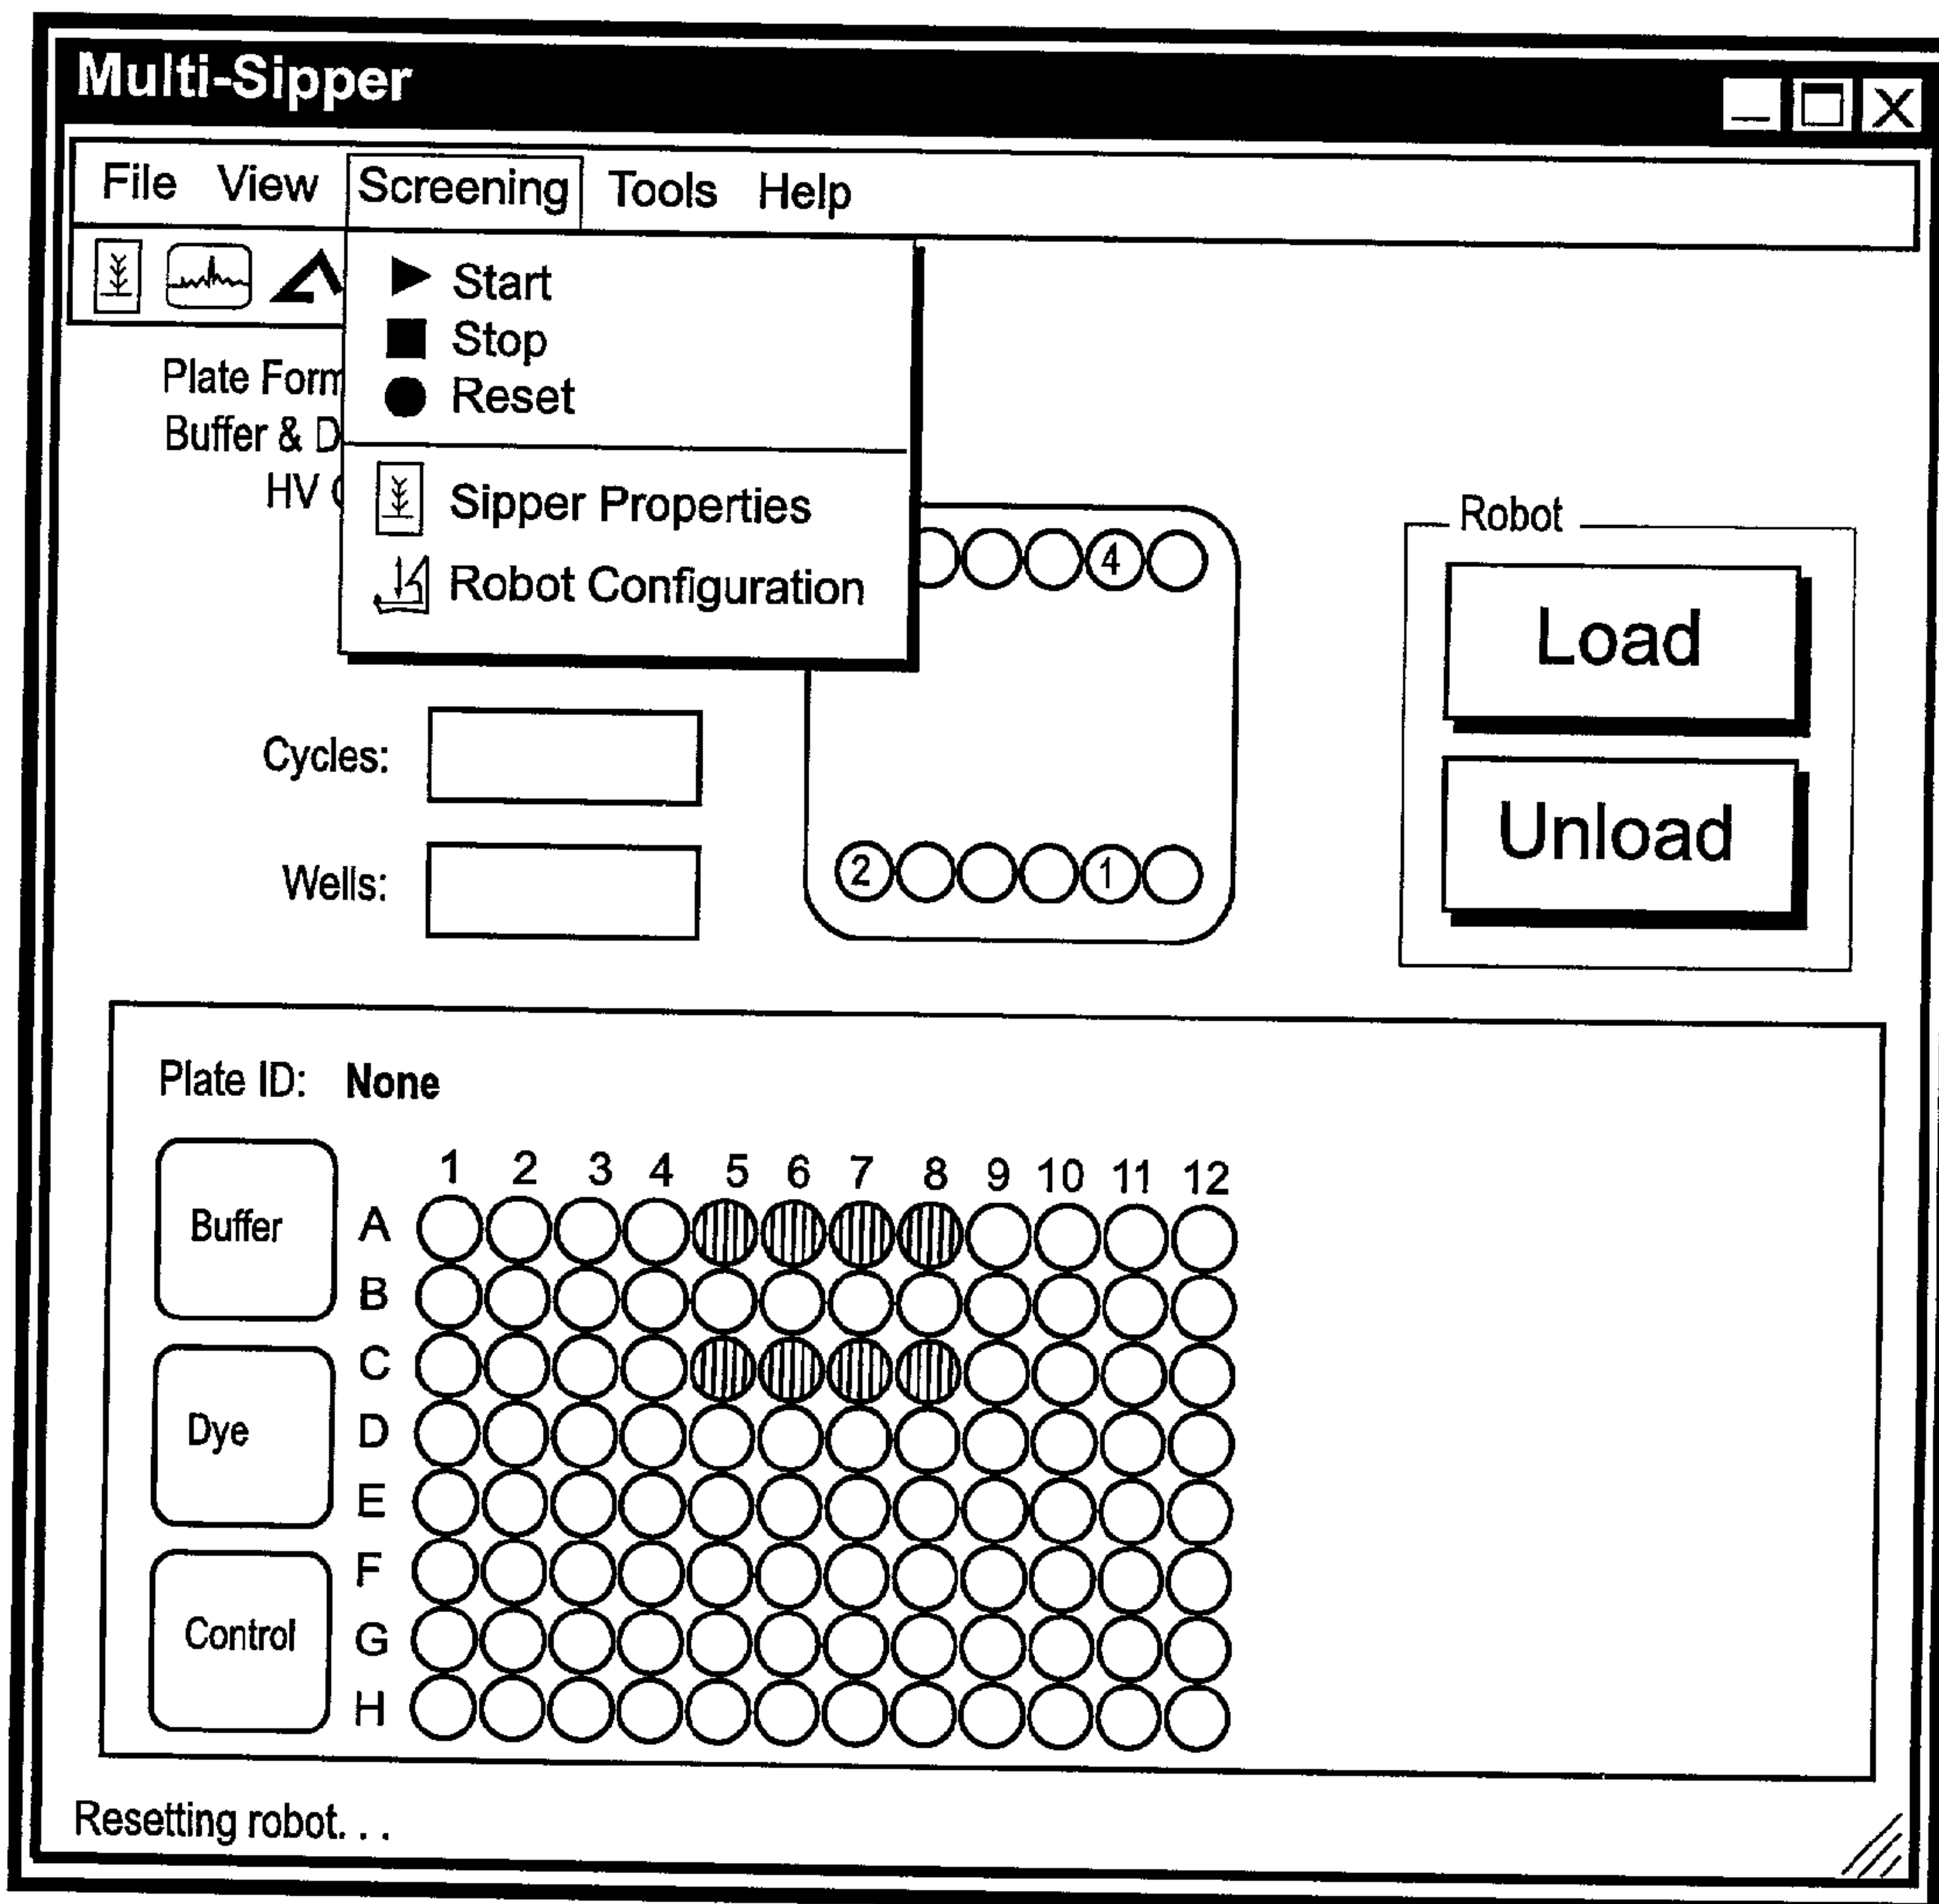 Multi-Sipper
File View Screening Tools Help
Start
Stop
Reset
Plate Form
Buffer & D
HV
Sipper Properties
Robot Configuration
4
Robot
Load
Unload
Cycles:
Wells:
2 1
Plate ID: None
1 2 3 4 5 6 7 8 9 10 11 12
Buffer
A
B
C
Dye
D
E
F
Control
G
H
Resetting robot. . .